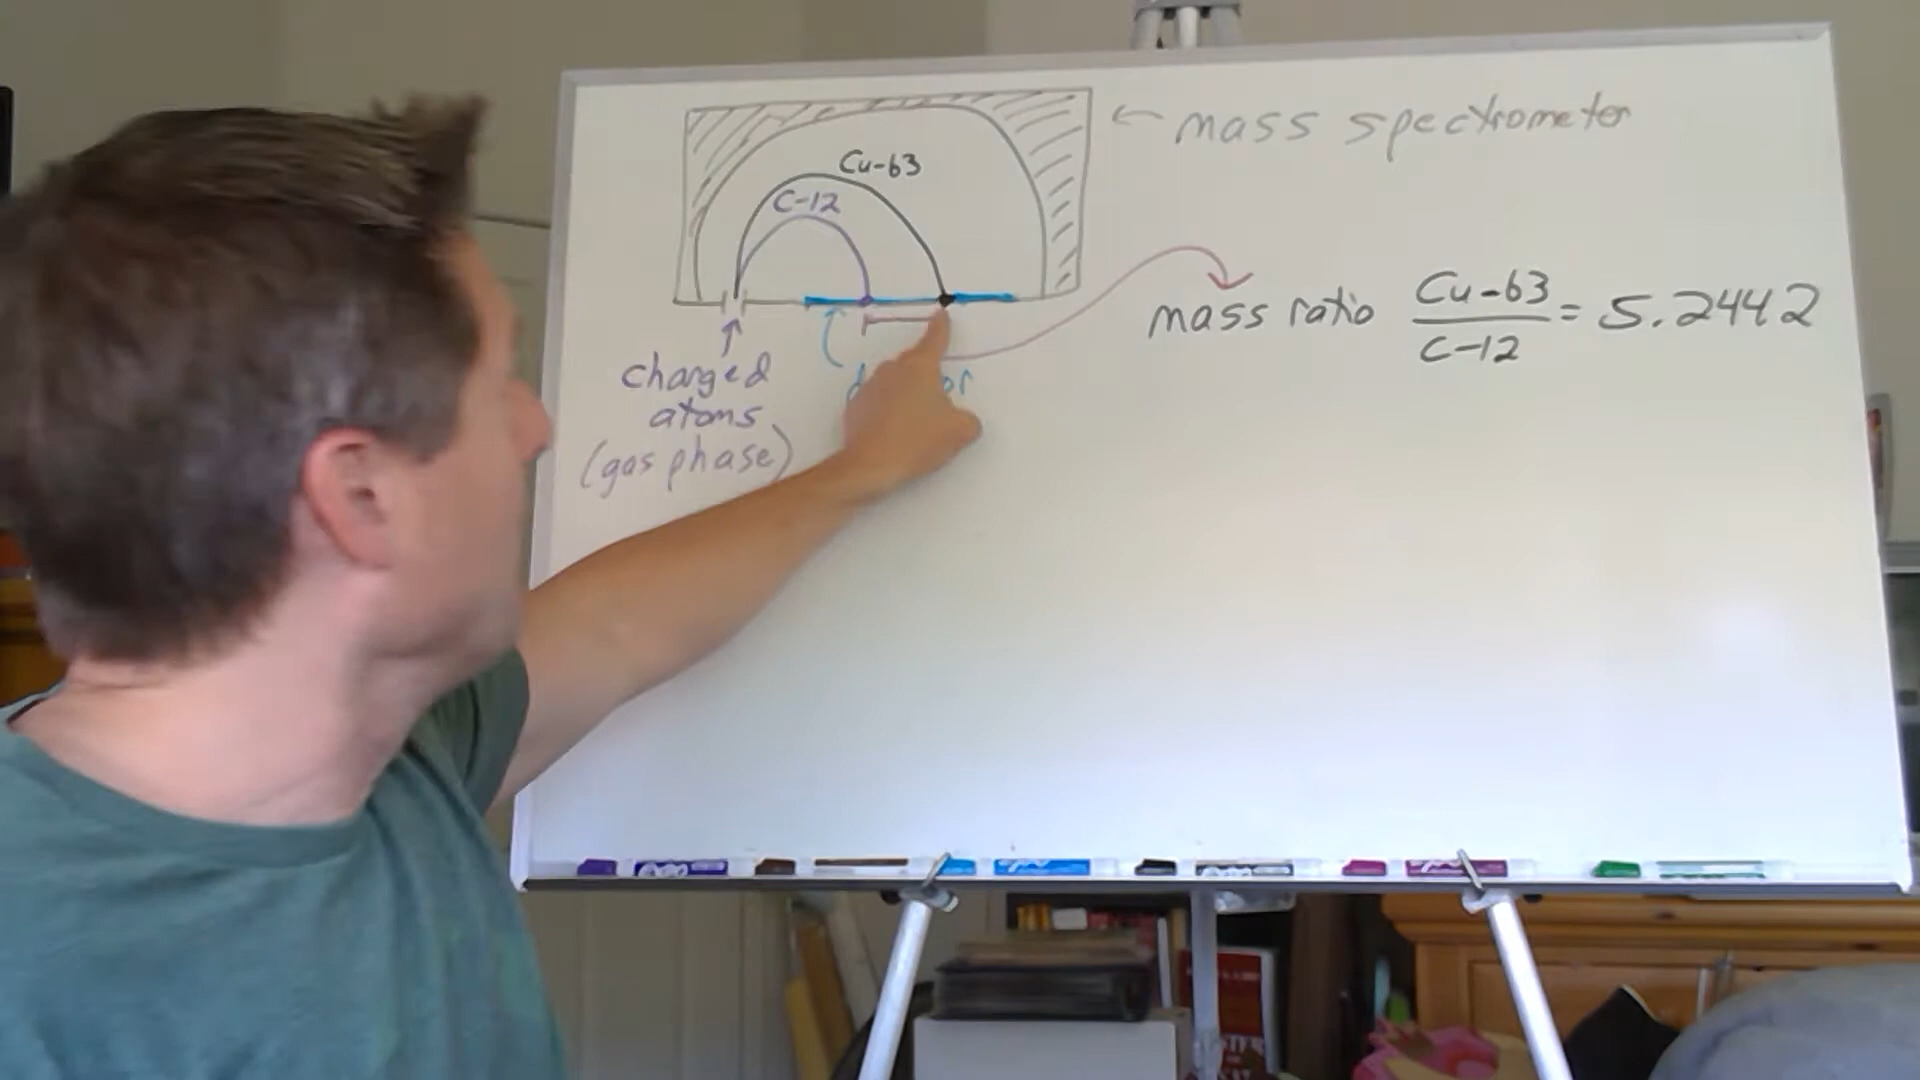 ← mass spectrometer
Cu-63
C-12
mass ratio Cu-63 / C-12 = 5.2442
charged
atoms
(gas phase)